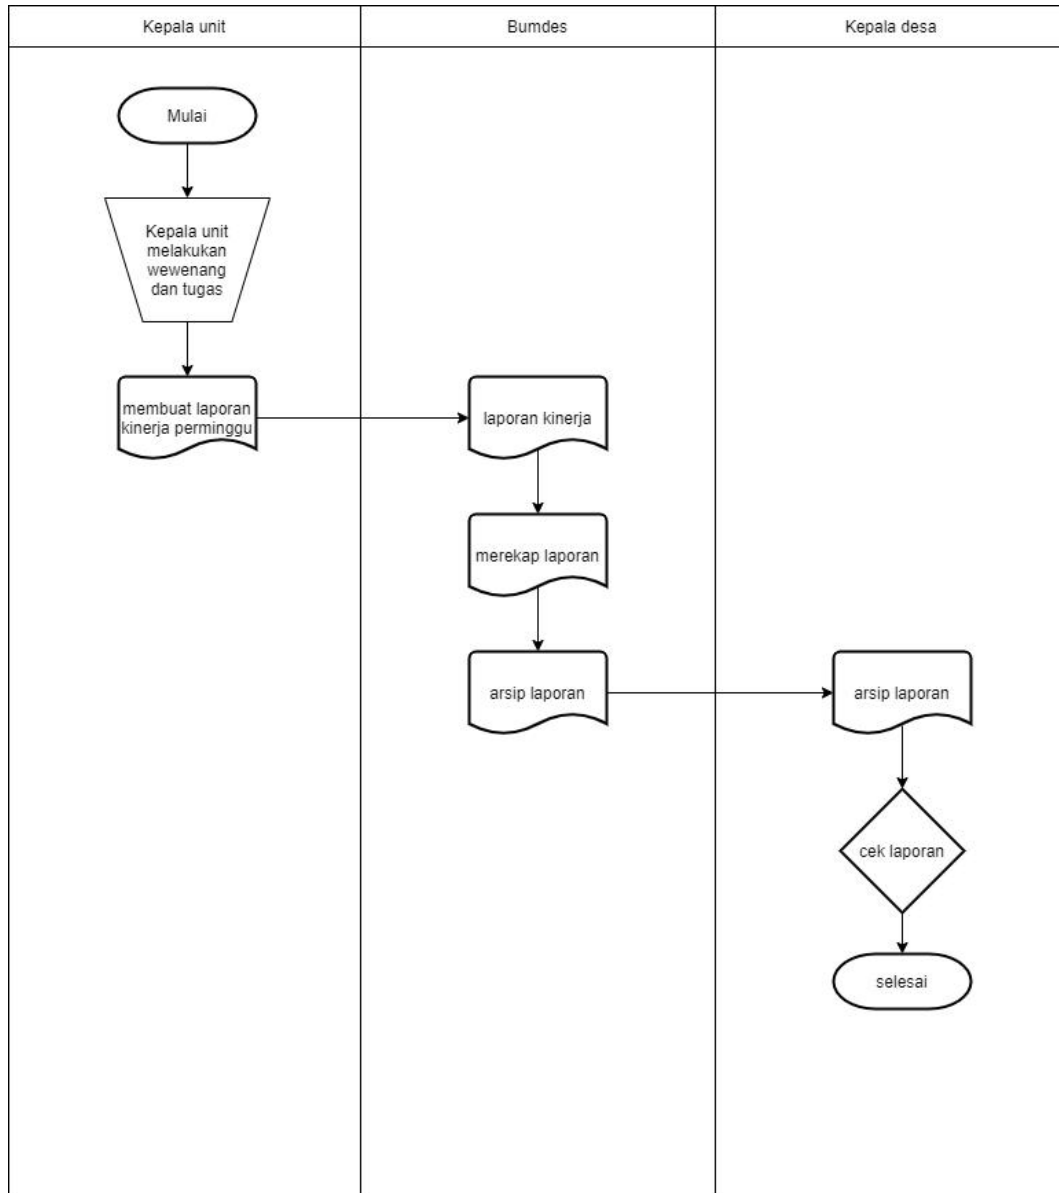 Kepala unit
Bumdes
Kepala desa
Mulai
Kepala unit
melakukan
wewenang
dan tugas
membuat laporan
kinerja perminggu
laporan kinerja
merekap laporan
arsip laporan
arsip laporan
cek laporan
selesai